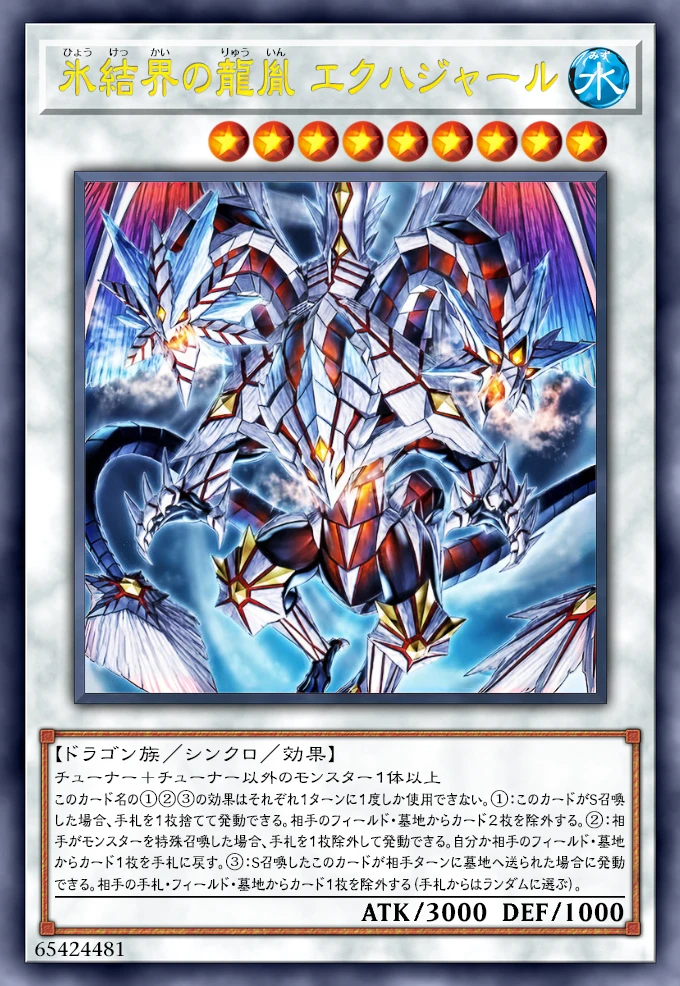 ひょう けっ かい りゅう いん
氷結界の龍胤 エクハジャール
みず
水
【ドラゴン族／シンクロ／効果】
チューナー＋チューナー以外のモンスター1体以上
このカード名の①②③の効果はそれぞれ1ターンに1度しか使用できない。①：このカードがS召喚
した場合、手札を1枚捨てて発動できる。相手のフィールド・墓地からカード2枚を除外する。②：相
手がモンスターを特殊召喚した場合、手札を1枚除外して発動できる。自分か相手のフィールド・墓地
からカード1枚を手札に戻す。③：S召喚したこのカードが相手ターンに墓地へ送られた場合に発動
できる。相手の手札・フィールド・墓地からカード1枚を除外する（手札からはランダムに選ぶ）。
ATK/3000 DEF/1000
65424481